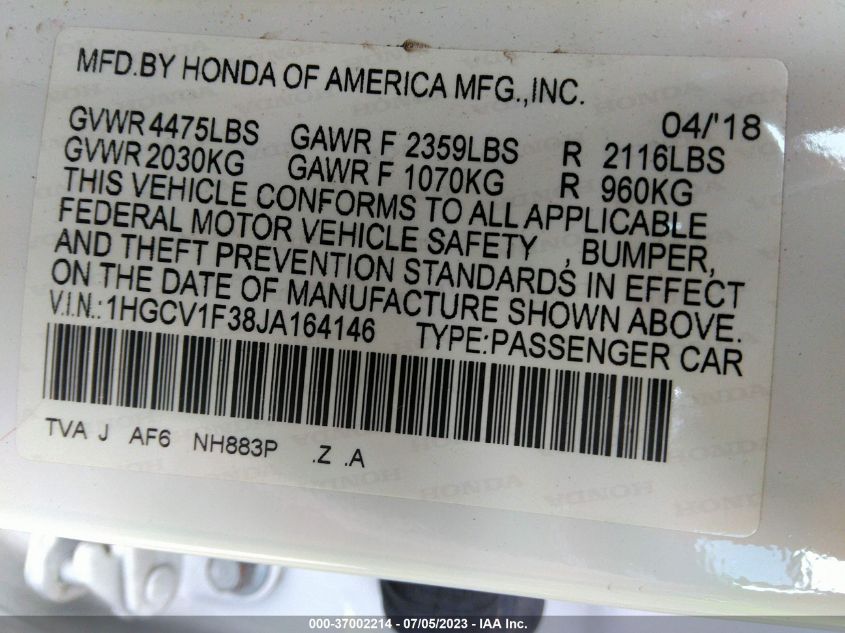 MFD.BY HONDA OF AMERICA MFG.,INC.
04/'18
GVWR 4475LBS GAWR F 2359LBS R 2116LBS
GVWR 2030KG GAWR F 1070KG R 960KG
THIS VEHICLE CONFORMS TO ALL APPLICABLE
FEDERAL MOTOR VEHICLE SAFETY , BUMPER,
AND THEFT PREVENTION STANDARDS IN EFFECT
ON THE DATE OF MANUFACTURE SHOWN ABOVE.
V.I.N.:1HGCV1F38JA164146 TYPE:PASSENGER CAR
TVA J AF6 NH883P .Z .A
000-37002214 - 07/05/2023 - IAA Inc.